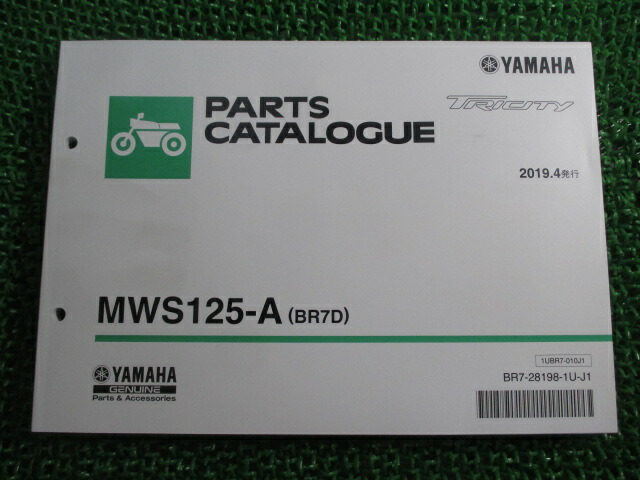 YAMAHA
PARTS
CATALOGUE
TRICITY
2019.4発行
MWS125-A (BR7D)
1UBR7-010J1
BR7-28198-1U-J1
YAMAHA
GENUINE
Parts & Accessories